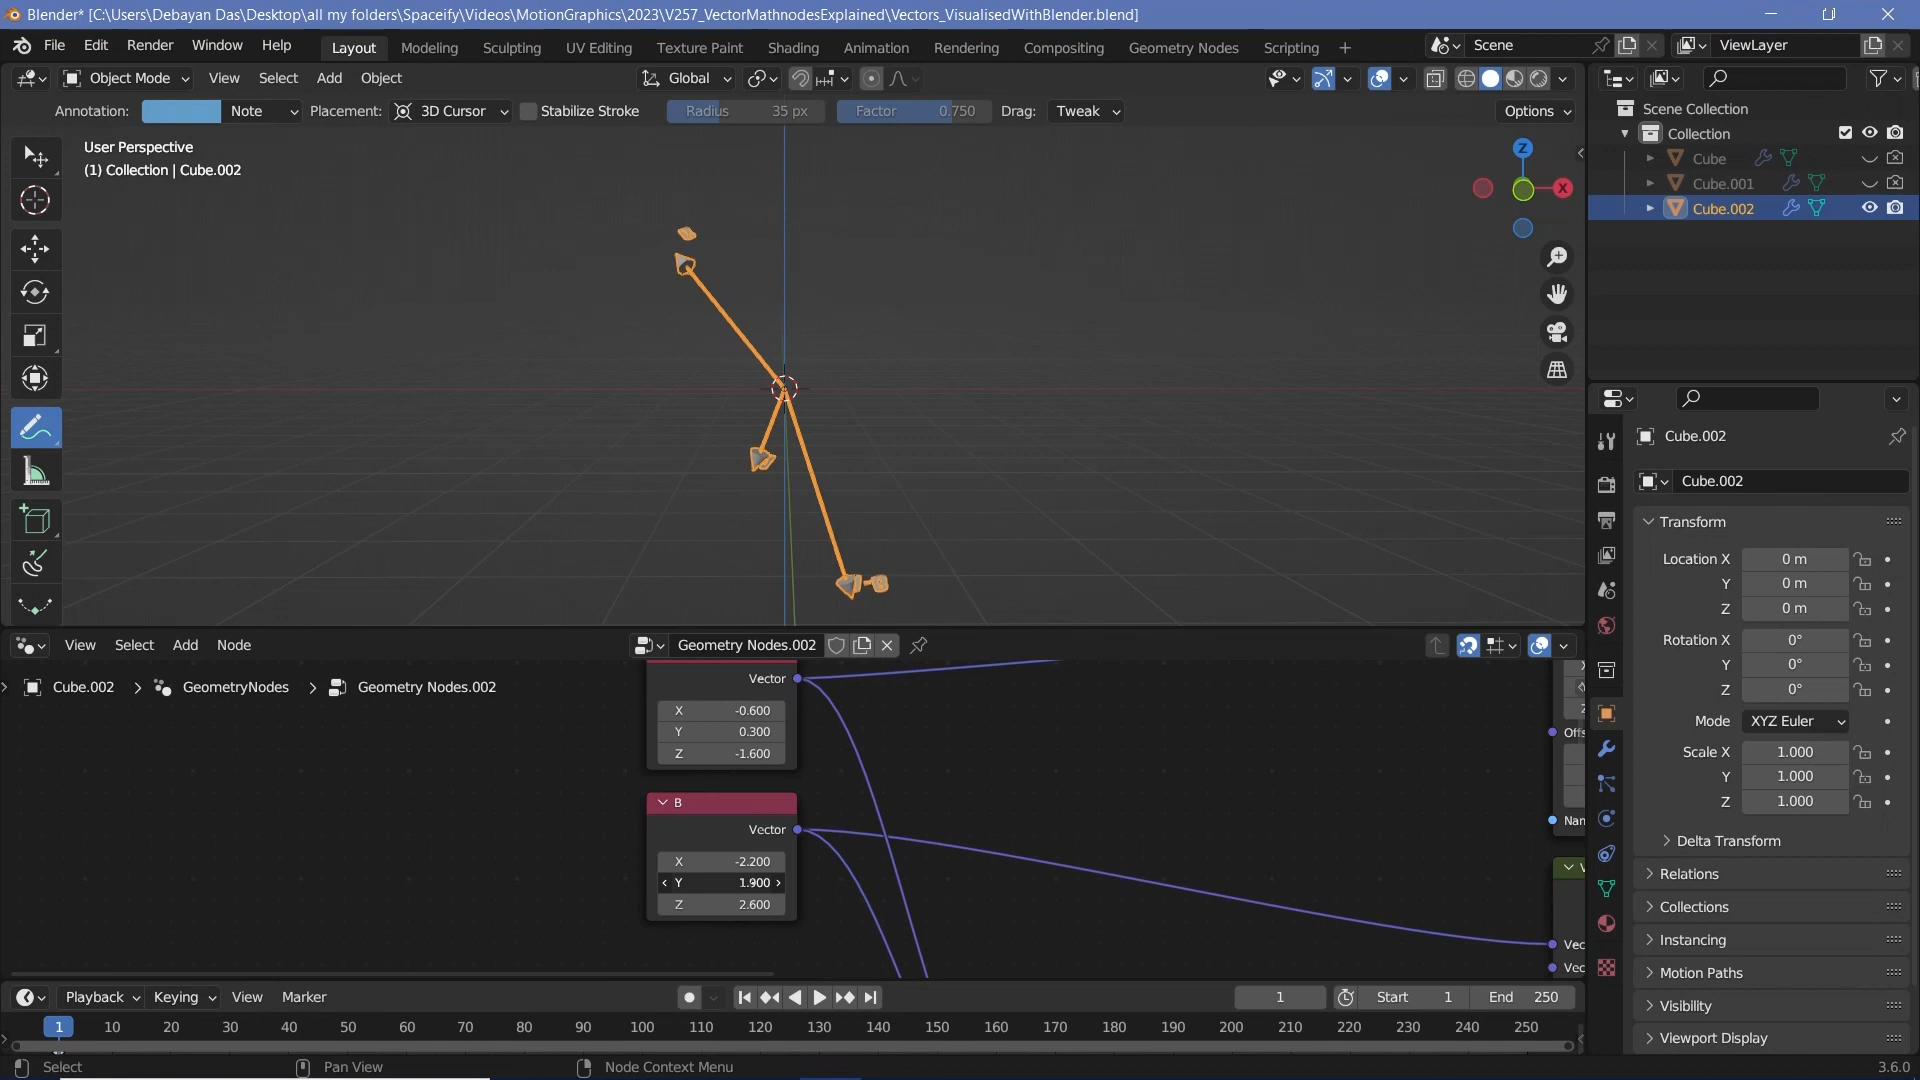 Blender* [C:\Users\Debayan Das\Desktop\all my folders\Spaceify\Videos\MotionGraphics\2023\V257_VectorMathnodesExplained\Vectors_VisualisedWithBlender.blend]
File Edit Render Window Help Layout Modeling Sculpting UV Editing Texture Paint Shading Animation Rendering Compositing Geometry Nodes Scripting + Scene ViewLayer
Object Mode View Select Add Object Global
Annotation: Note Placement: 3D Cursor Stabilize Stroke Radius 35 px Factor 0.750 Drag: Tweak Options
User Perspective
(1) Collection | Cube.002
Z
X
Scene Collection
Collection
Cube
Cube.001
Cube.002
Cube.002
Cube.002
Transform
Location X 0 m
Y 0 m
Z 0 m
Rotation X 0°
Y 0°
Z 0°
Mode XYZ Euler
Scale X 1.000
Y 1.000
Z 1.000
Delta Transform
Relations
Collections
Instancing
Motion Paths
Visibility
Viewport Display
View Select Add Node Geometry Nodes.002
Cube.002 > GeometryNodes > Geometry Nodes.002
Vector
X -0.600
Y 0.300
Z -1.600
B
Vector
X -2.200
Y 1.900
Z 2.600
Offs
Nam
Vec
Vec
Playback Keying View Marker 1 Start 1 End 250
1 10 20 30 40 50 60 70 80 90 100 110 120 130 140 150 160 170 180 190 200 210 220 230 240 250
Select Pan View Node Context Menu 3.6.0